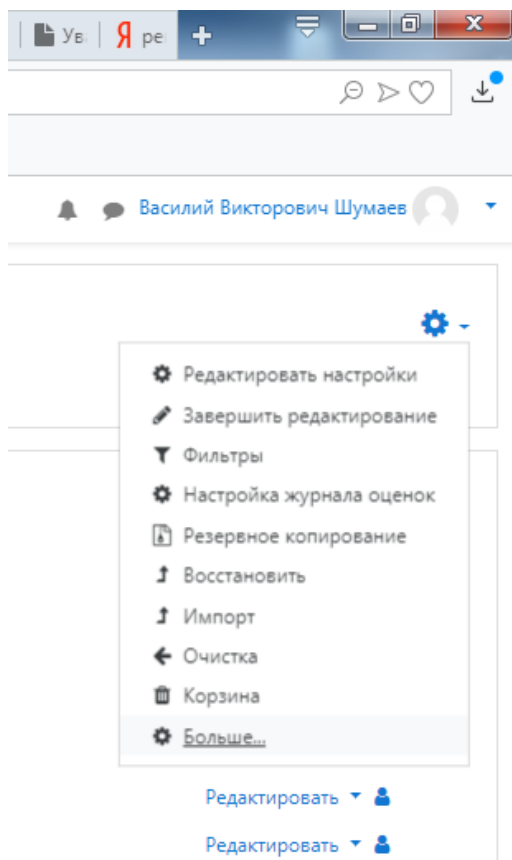 Ув Я ре
Василий Викторович Шумаев
Редактировать настройки
Завершить редактирование
Фильтры
Настройка журнала оценок
Резервное копирование
Восстановить
Импорт
Очистка
Корзина
Больше...
Редактировать
Редактировать